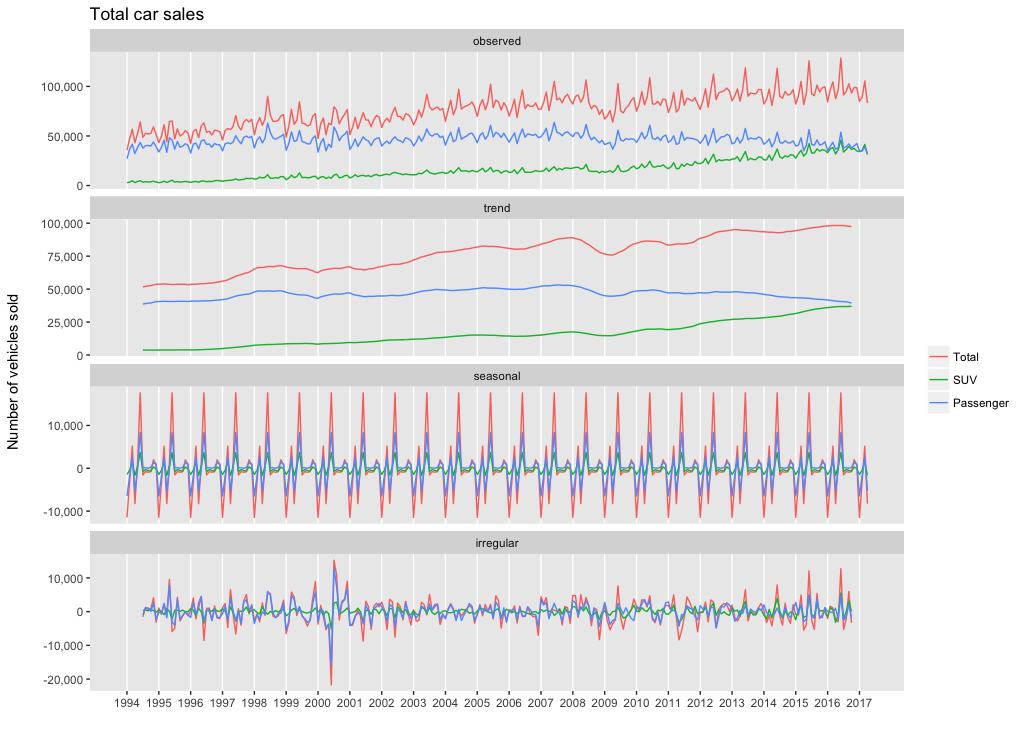 Total car sales
observed
100,000
50,000
0
trend
100,000
75,000
50,000
25,000
0
seasonal
10,000
0
-10,000
irregular
10,000
0
-10,000
-20,000
1994 1995 1996 1997 1998 1999 2000 2001 2002 2003 2004 2005 2006 2007 2008 2009 2010 2011 2012 2013 2014 2015 2016 2017
Number of vehicles sold
Total
SUV
Passenger